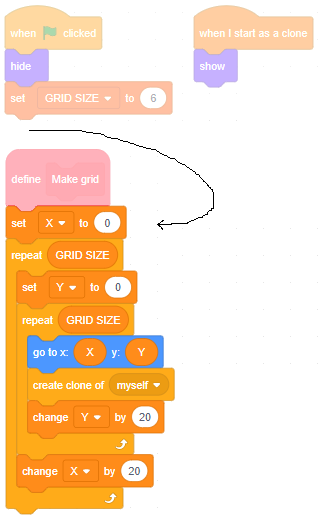 when clicked
hide
set GRID SIZE to 6
when I start as a clone
show
define Make grid
set X to 0
repeat GRID SIZE
set Y to 0
repeat GRID SIZE
go to x: X y: Y
create clone of myself
change Y by 20
change X by 20